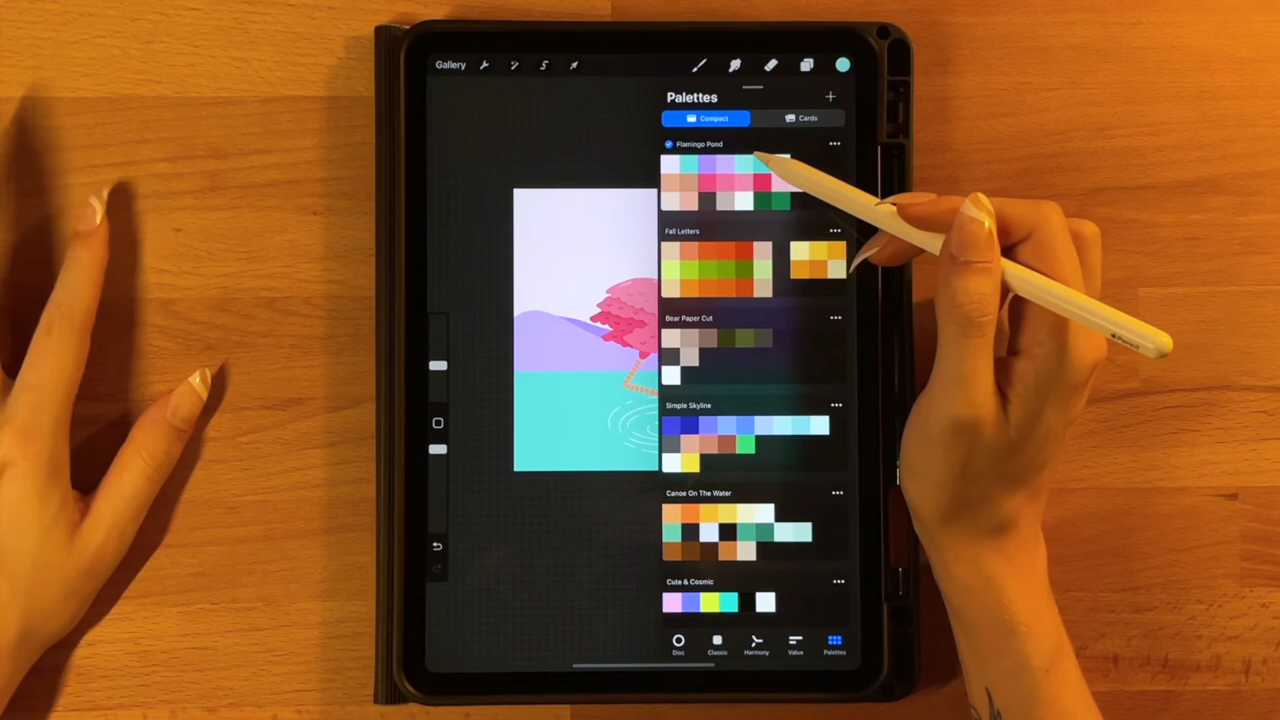 Gallery
Palettes
Compact
Cards
Flamingo Pond
Fall Letters
Bear Paper Cut
Simple Skyline
Canoe On The Water
Cute & Cosmic
Disc
Classic
Harmony
Value
Palettes
Pencil